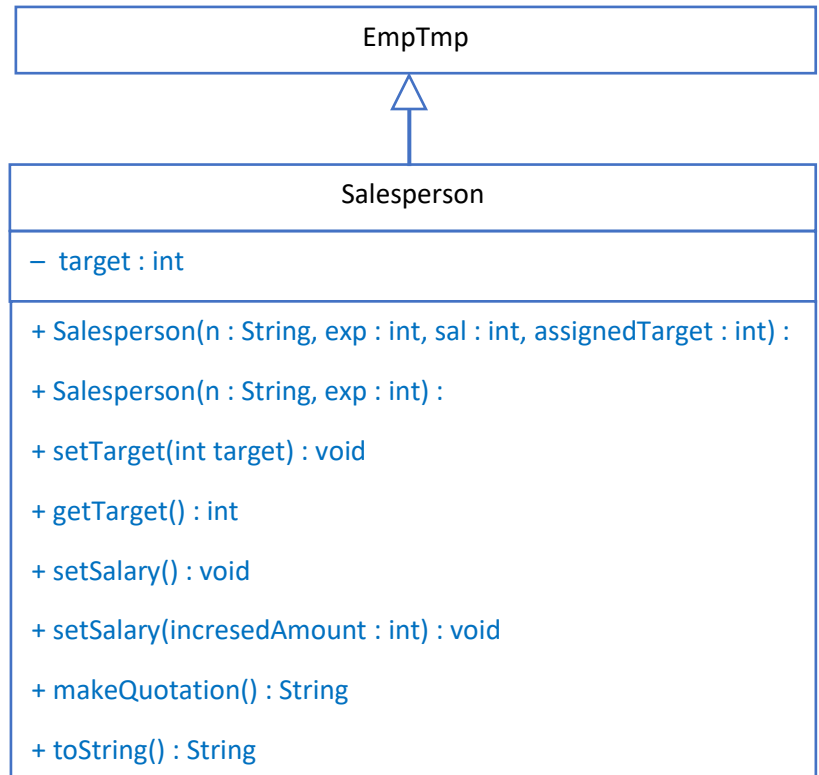 EmpTmp
Salesperson
– target : int
+ Salesperson(n : String, exp : int, sal : int, assignedTarget : int) :
+ Salesperson(n : String, exp : int) :
+ setTarget(int target) : void
+ getTarget() : int
+ setSalary() : void
+ setSalary(incresedAmount : int) : void
+ makeQuotation() : String
+ toString() : String